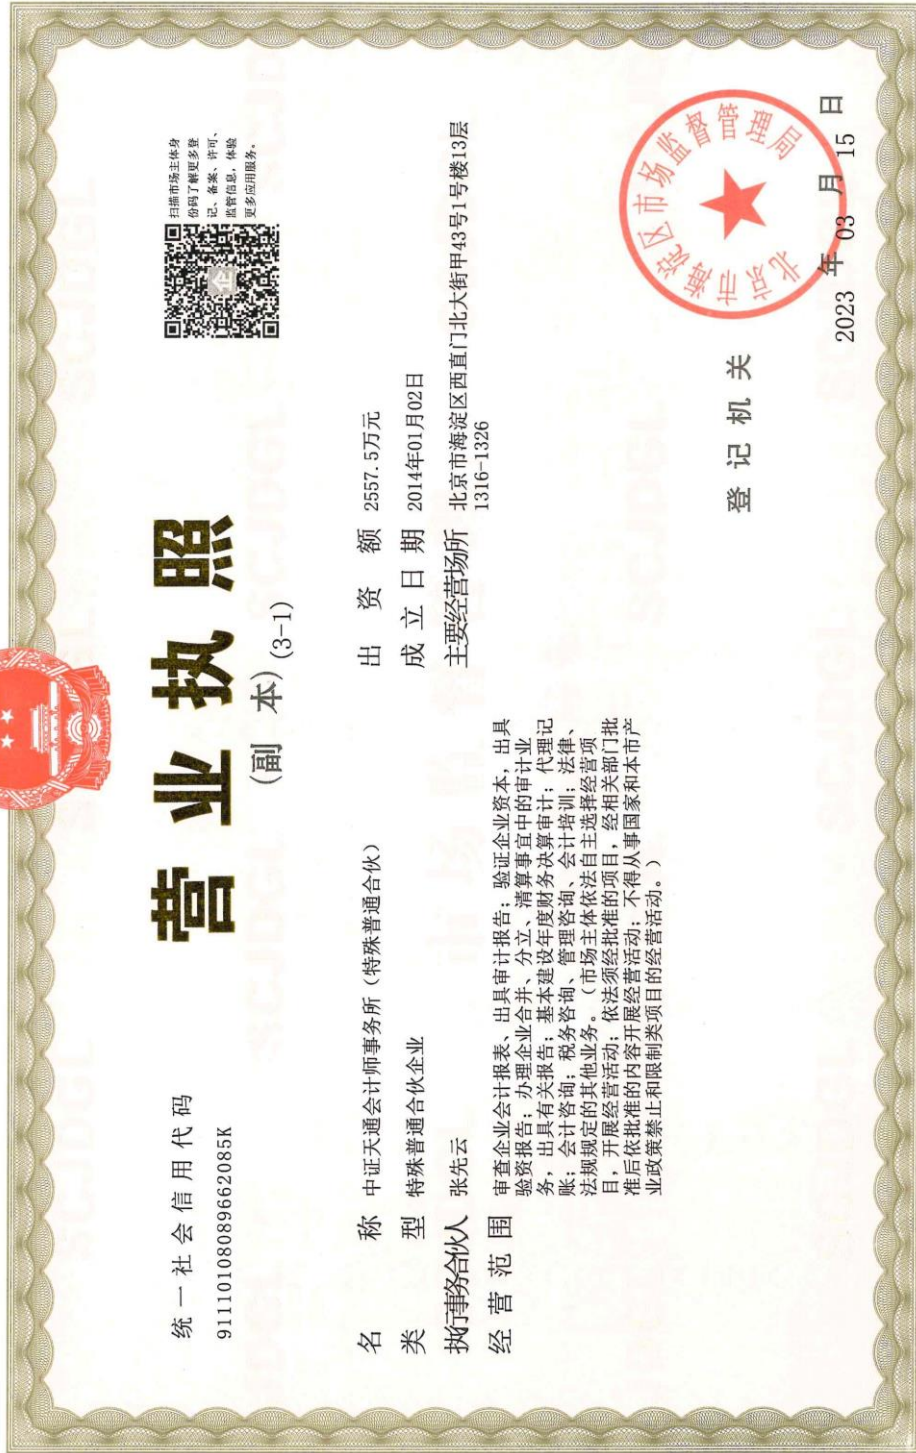 统一社会信用代码
91110108089662085K
营业执照
(副 本)(3-1)
扫描市场主体身
份码了解更多登
记、备案、许可、
监管信息，体验
更多应用服务。
名 称 中证天通会计师事务所（特殊普通合伙）
类 型 特殊普通合伙企业
执行事务合伙人 张先云
经营范围 审查企业会计报表、出具审计报告；验证企业资本，出具
验资报告；办理企业合并、分立、清算事宜中的审计业
务，出具有关报告；基本建设年度财务决算审计；代理记
账；会计咨询；税务咨询、管理咨询、会计培训；法律、
法规规定的其他业务。（市场主体依法自主选择经营项
目，开展经营活动；依法须经批准的项目，经相关部门批
准后依批准的内容开展经营活动；不得从事国家和本市产
业政策禁止和限制类项目的经营活动。）
出 资 额 2557.5万元
成 立 日 期 2014年01月02日
主要经营场所 北京市海淀区西直门北大街甲43号1号楼13层
1316-1326
登记机关
北京市海淀区市场监督管理局
2023 年 03 月 15 日